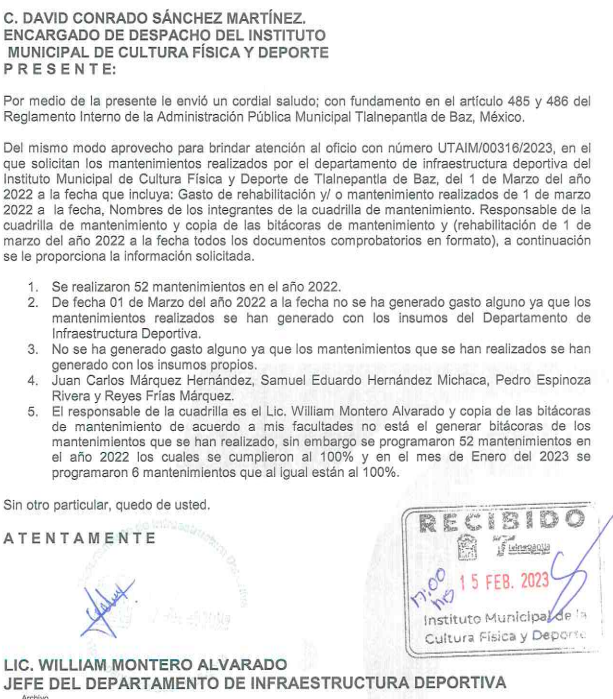 C. DAVID CONRADO SÁNCHEZ MARTÍNEZ.
ENCARGADO DE DESPACHO DEL INSTITUTO
MUNICIPAL DE CULTURA FÍSICA Y DEPORTE
P R E S E N T E:
Por medio de la presente le envió un cordial saludo; con fundamento en el artículo 485 y 486 del
Reglamento Interno de la Administración Pública Municipal Tlalnepantla de Baz, México.
Del mismo modo aprovecho para brindar atención al oficio con número UTAIM/00316/2023, en el
que solicitan los mantenimientos realizados por el departamento de infraestructura deportiva del
Instituto Municipal de Cultura Física y Deporte de Tlalnepantla de Baz, del 1 de Marzo del año
2022 a la fecha que incluya: Gasto de rehabilitación y/ o mantenimiento realizados de 1 de marzo
2022 a la fecha, Nombres de los integrantes de la cuadrilla de mantenimiento. Responsable de la
cuadrilla de mantenimiento y copia de las bitácoras de mantenimiento y (rehabilitación de 1 de
marzo del año 2022 a la fecha todos los documentos comprobatorios en formato), a continuación
se le proporciona la información solicitada.
1. Se realizaron 52 mantenimientos en el año 2022.
2. De fecha 01 de Marzo del año 2022 a la fecha no se ha generado gasto alguno ya que los
mantenimientos realizados se han generado con los insumos del Departamento de
Infraestructura Deportiva.
3. No se ha generado gasto alguno ya que los mantenimientos que se han realizados se han
generado con los insumos propios.
4. Juan Carlos Márquez Hernández, Samuel Eduardo Hernández Michaca, Pedro Espinoza
Rivera y Reyes Frías Márquez.
5. El responsable de la cuadrilla es el Lic. William Montero Alvarado y copia de las bitácoras
de mantenimiento de acuerdo a mis facultades no está el generar bitácoras de los
mantenimientos que se han realizado, sin embargo se programaron 52 mantenimientos en
el año 2022 los cuales se cumplieron al 100% y en el mes de Enero del 2023 se
programaron 6 mantenimientos que al igual están al 100%.
Sin otro particular, quedo de usted.
A T E N T A M E N T E
RECIBIDO
Tlalnepantla
17:00
hrs
15 FEB. 2023
Instituto Municipal de la
Cultura Física y Deporte
LIC. WILLIAM MONTERO ALVARADO
JEFE DEL DEPARTAMENTO DE INFRAESTRUCTURA DEPORTIVA
Archivo